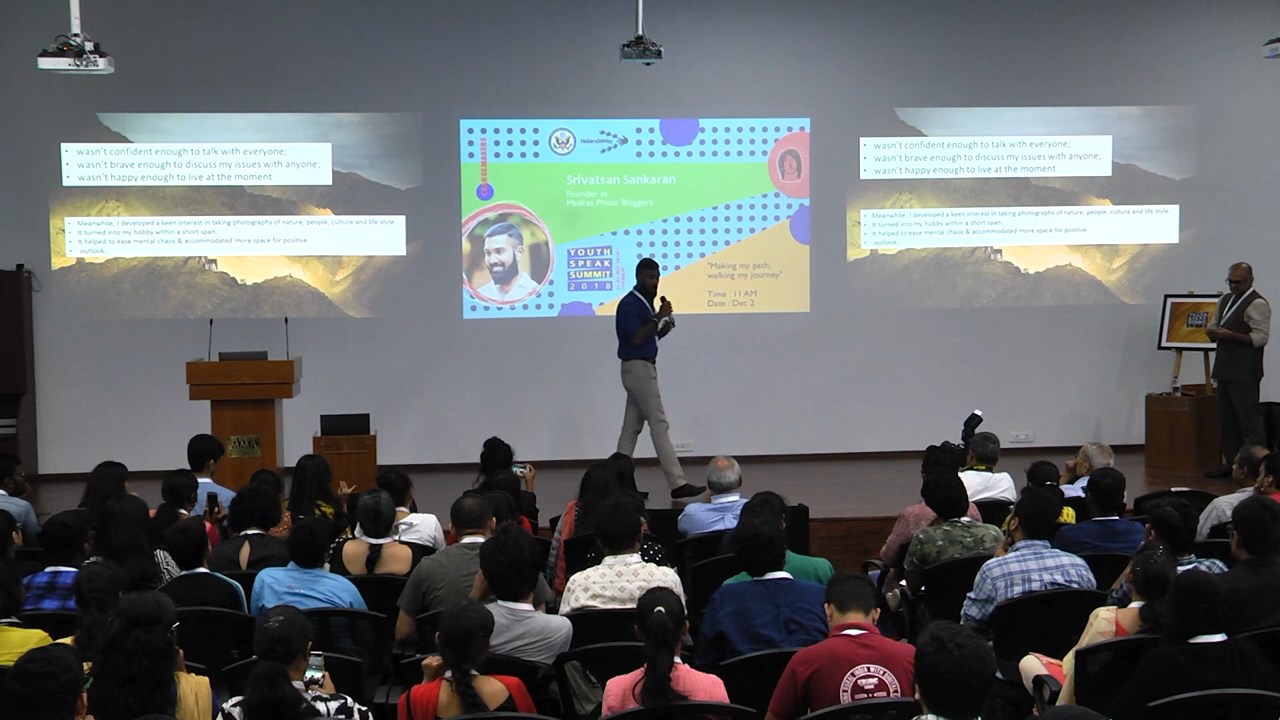 • wasn't confident enough to talk with everyone;
• wasn't brave enough to discuss my issues with anyone;
• wasn't happy enough to live at the moment
• Meanwhile, I developed a keen interest in taking photographs of nature, people, culture and life style.
• It turned into my hobby within a short span.
• It helped to ease mental chaos & accommodated more space for positive
• outlook.
Srivatsan Sankaran
Founder at
Madras Photo Bloggers
YOUTH
SPEAK
SUMMIT
2018
"Making my path;
walking my journey"
Time : 11 AM
Date : Dec 2
• wasn't confident enough to talk with everyone;
• wasn't brave enough to discuss my issues with anyone;
• wasn't happy enough to live at the moment
• Meanwhile, I developed a keen interest in taking photographs of nature, people, culture and life style.
• It turned into my hobby within a short span.
• It helped to ease mental chaos & accommodated more space for positive
• outlook.
MMA